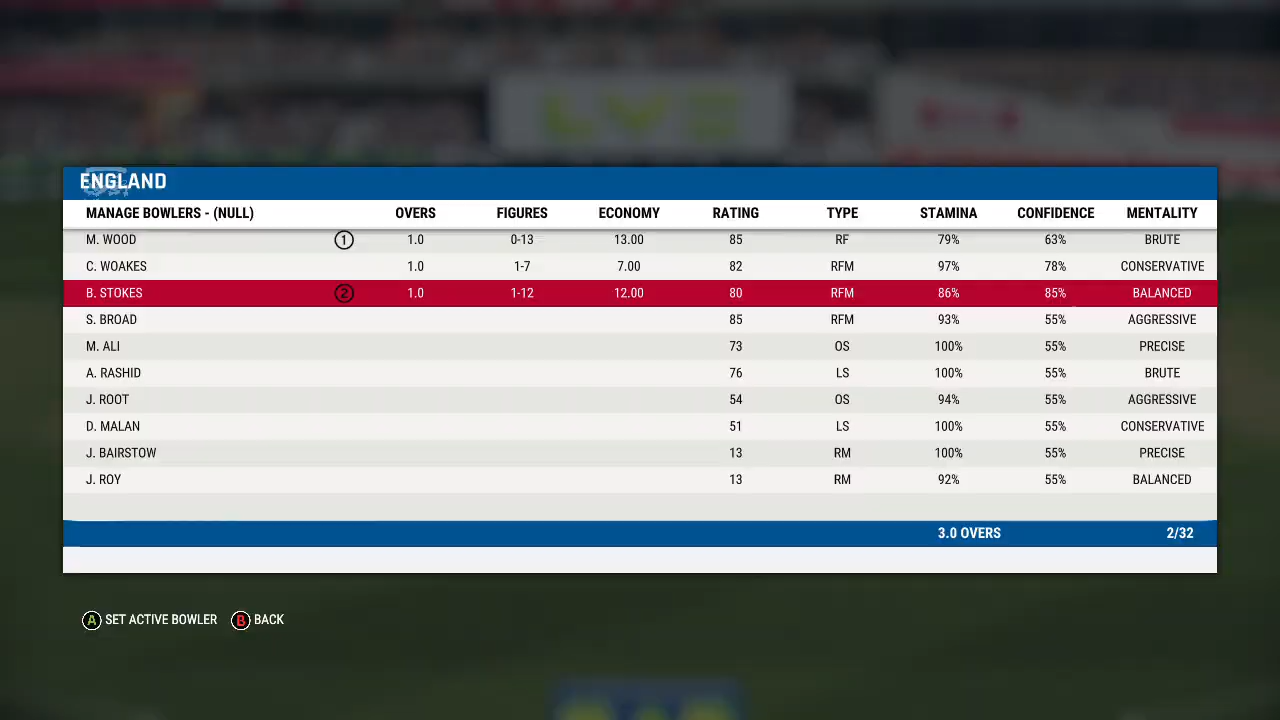 ENGLAND
MANAGE BOWLERS - (NULL) OVERS FIGURES ECONOMY RATING TYPE STAMINA CONFIDENCE MENTALITY
M. WOOD 1 1.0 0-13 13.00 85 RF 79% 63% BRUTE
C. WOAKES 1.0 1-7 7.00 82 RFM 97% 78% CONSERVATIVE
B. STOKES 2 1.0 1-12 12.00 80 RFM 86% 85% BALANCED
S. BROAD 85 RFM 93% 55% AGGRESSIVE
M. ALI 73 OS 100% 55% PRECISE
A. RASHID 76 LS 100% 55% BRUTE
J. ROOT 54 OS 94% 55% AGGRESSIVE
D. MALAN 51 LS 100% 55% CONSERVATIVE
J. BAIRSTOW 13 RM 100% 55% PRECISE
J. ROY 13 RM 92% 55% BALANCED
3.0 OVERS 2/32
A SET ACTIVE BOWLER B BACK